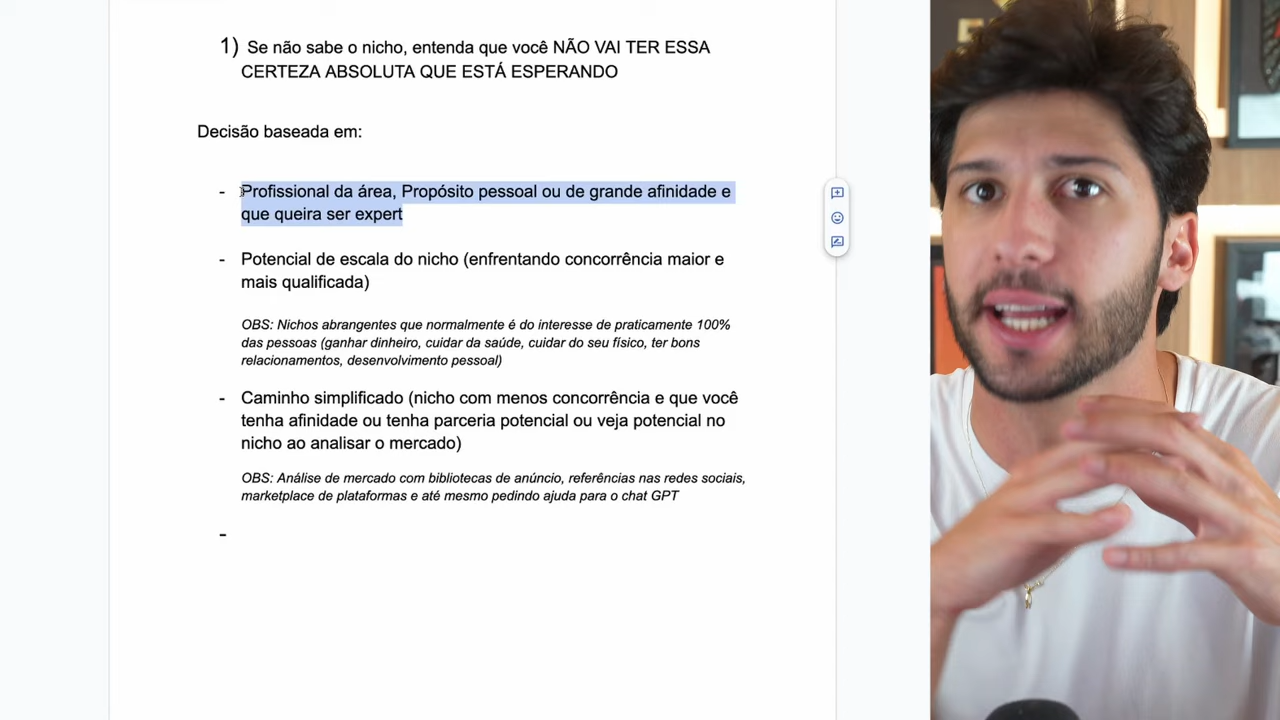 1) Se não sabe o nicho, entenda que você NÃO VAI TER ESSA
CERTEZA ABSOLUTA QUE ESTÁ ESPERANDO
Decisão baseada em:
- Profissional da área, Propósito pessoal ou de grande afinidade e
que queira ser expert
- Potencial de escala do nicho (enfrentando concorrência maior e
mais qualificada)
OBS: Nichos abrangentes que normalmente é do interesse de praticamente 100%
das pessoas (ganhar dinheiro, cuidar da saúde, cuidar do seu físico, ter bons
relacionamentos, desenvolvimento pessoal)
- Caminho simplificado (nicho com menos concorrência e que você
tenha afinidade ou tenha parceria potencial ou veja potencial no
nicho ao analisar o mercado)
OBS: Análise de mercado com bibliotecas de anúncio, referências nas redes sociais,
marketplace de plataformas e até mesmo pedindo ajuda para o chat GPT
-